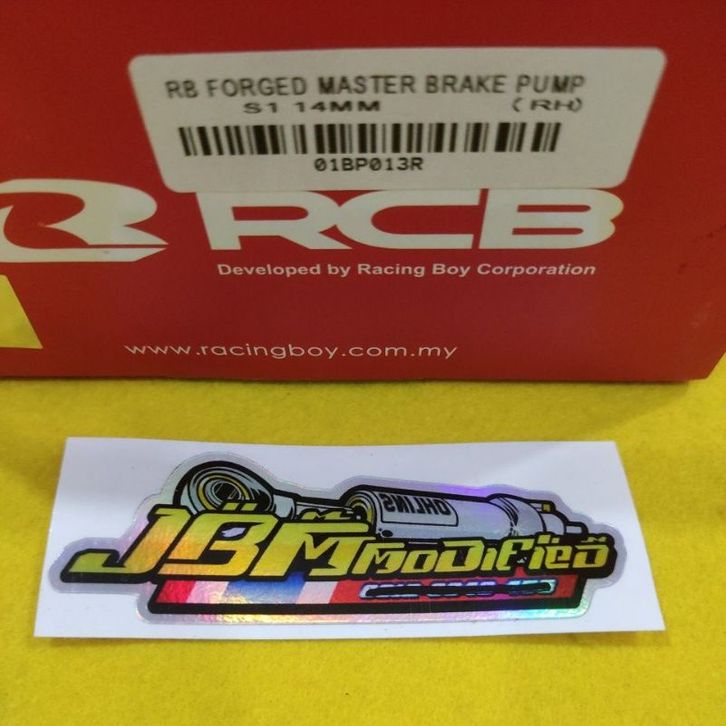 RB FORGED MASTER BRAKE PUMP
S1 14MM (RH)
01BP013R
RCB
Developed by Racing Boy Corporation
www.racingboy.com.my
OHLINS
JBM MODiFiED